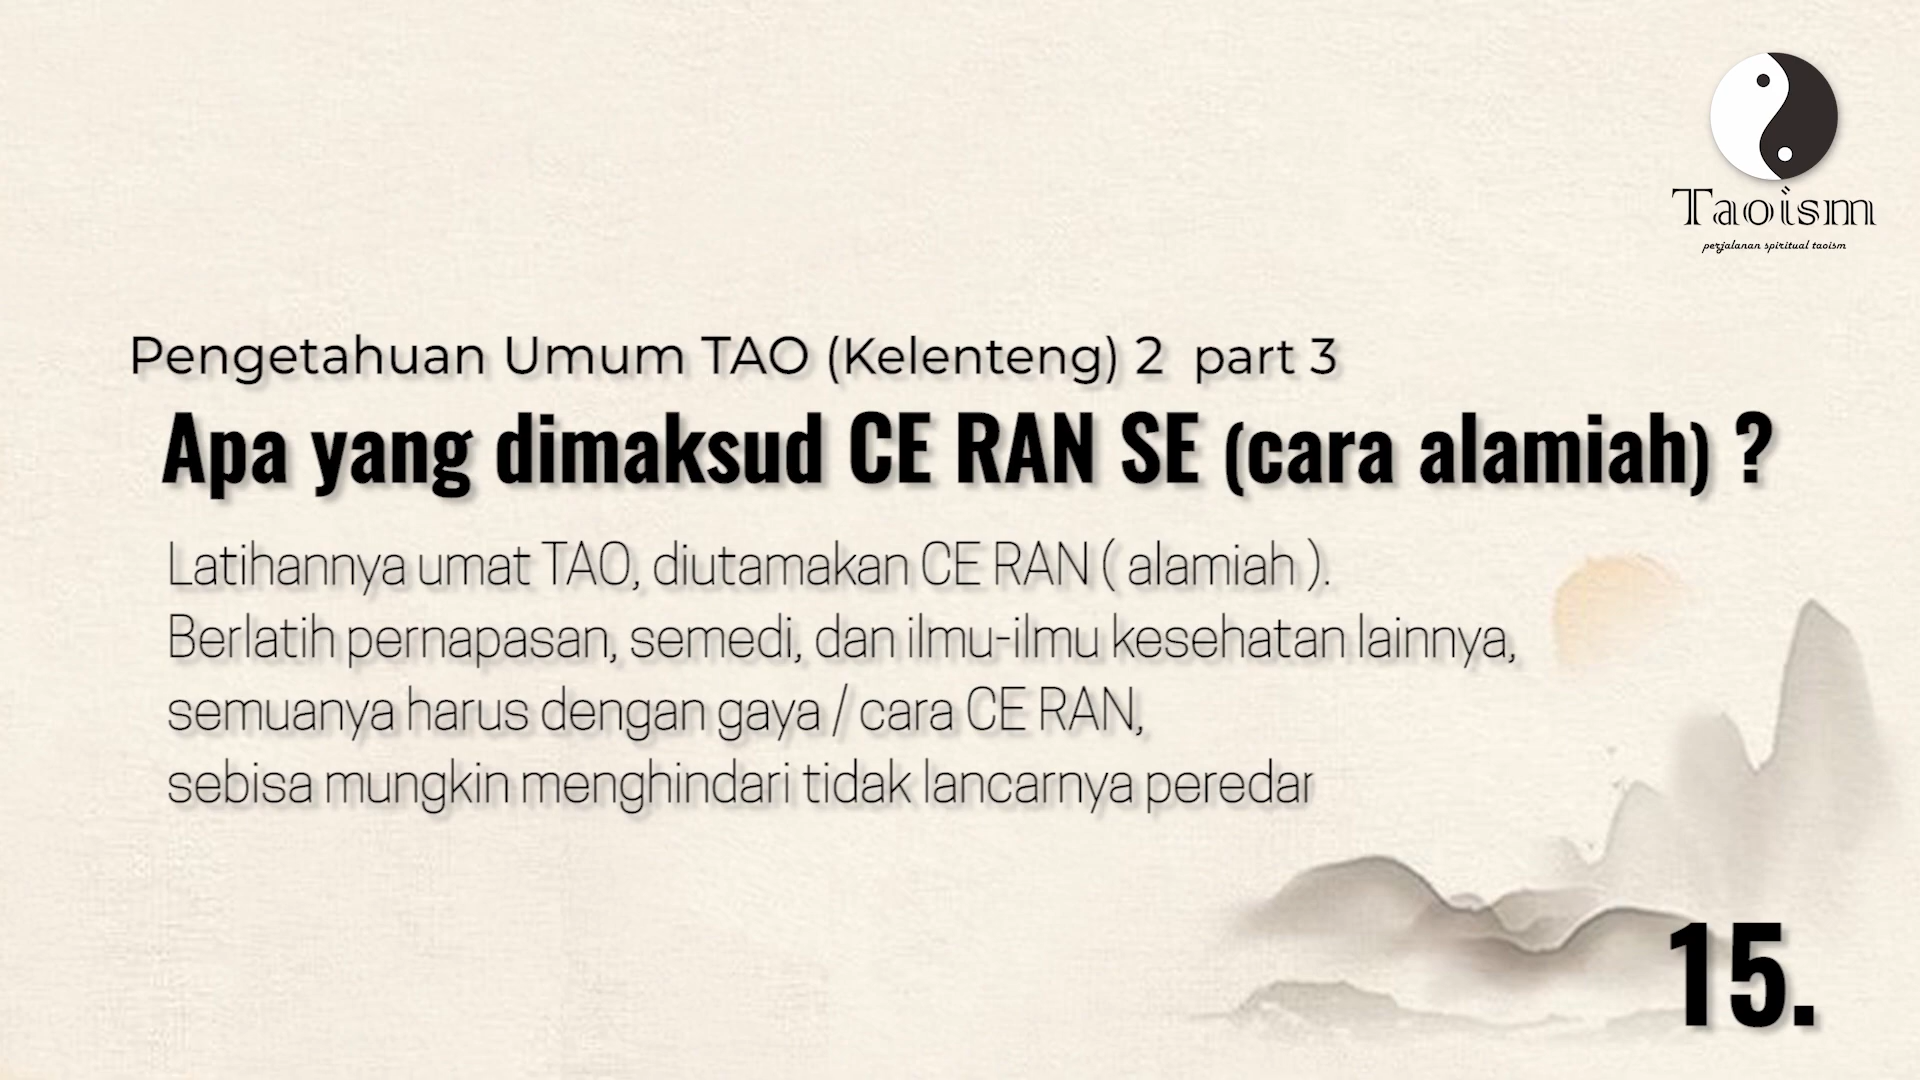 Taoism
perjalanan spiritual taoism
Pengetahuan Umum TAO (Kelenteng) 2 part 3
Apa yang dimaksud CE RAN SE (cara alamiah) ?
Latihannya umat TAO, diutamakan CE RAN ( alamiah ).
Berlatih pernapasan, semedi, dan ilmu-ilmu kesehatan lainnya,
semuanya harus dengan gaya / cara CE RAN,
sebisa mungkin menghindari tidak lancarnya peredar
15.